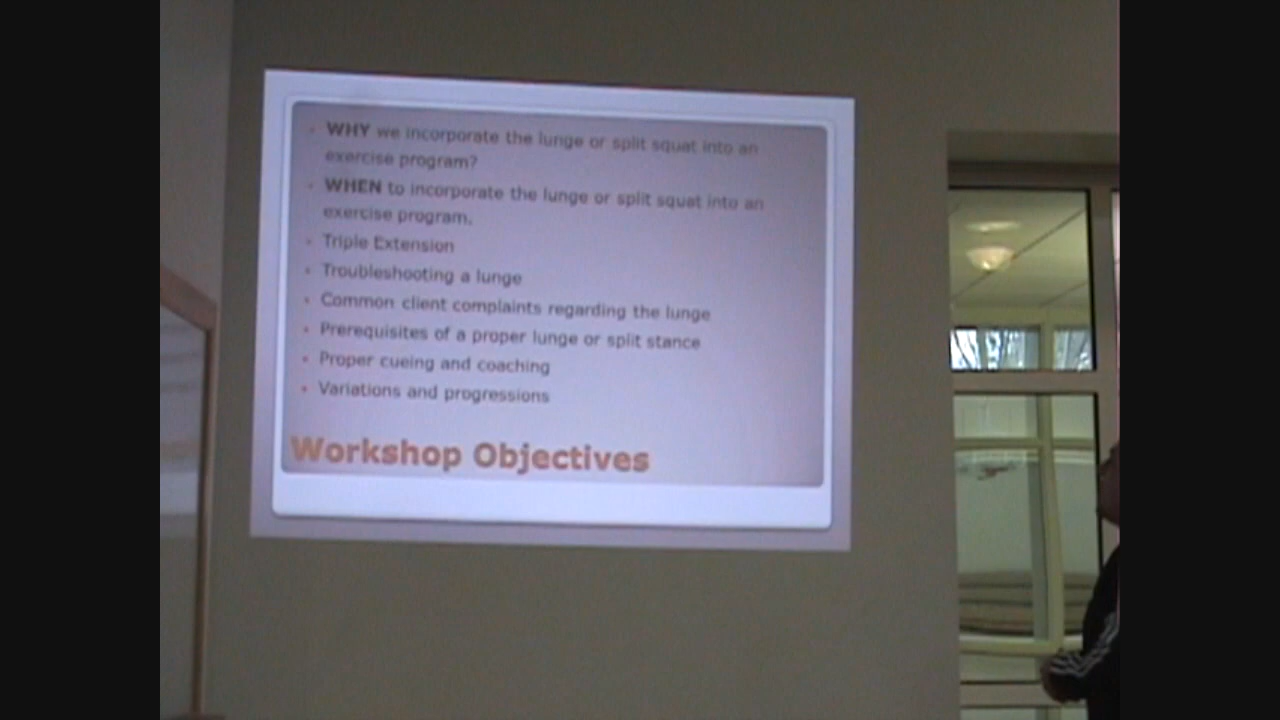 WHY we incorporate the lunge or split squat into an
exercise program?
WHEN to incorporate the lunge or split squat into an
exercise program.
Triple Extension
Troubleshooting a lunge
Common client complaints regarding the lunge
Prerequisites of a proper lunge or split stance
Proper cueing and coaching
Variations and progressions
Workshop Objectives